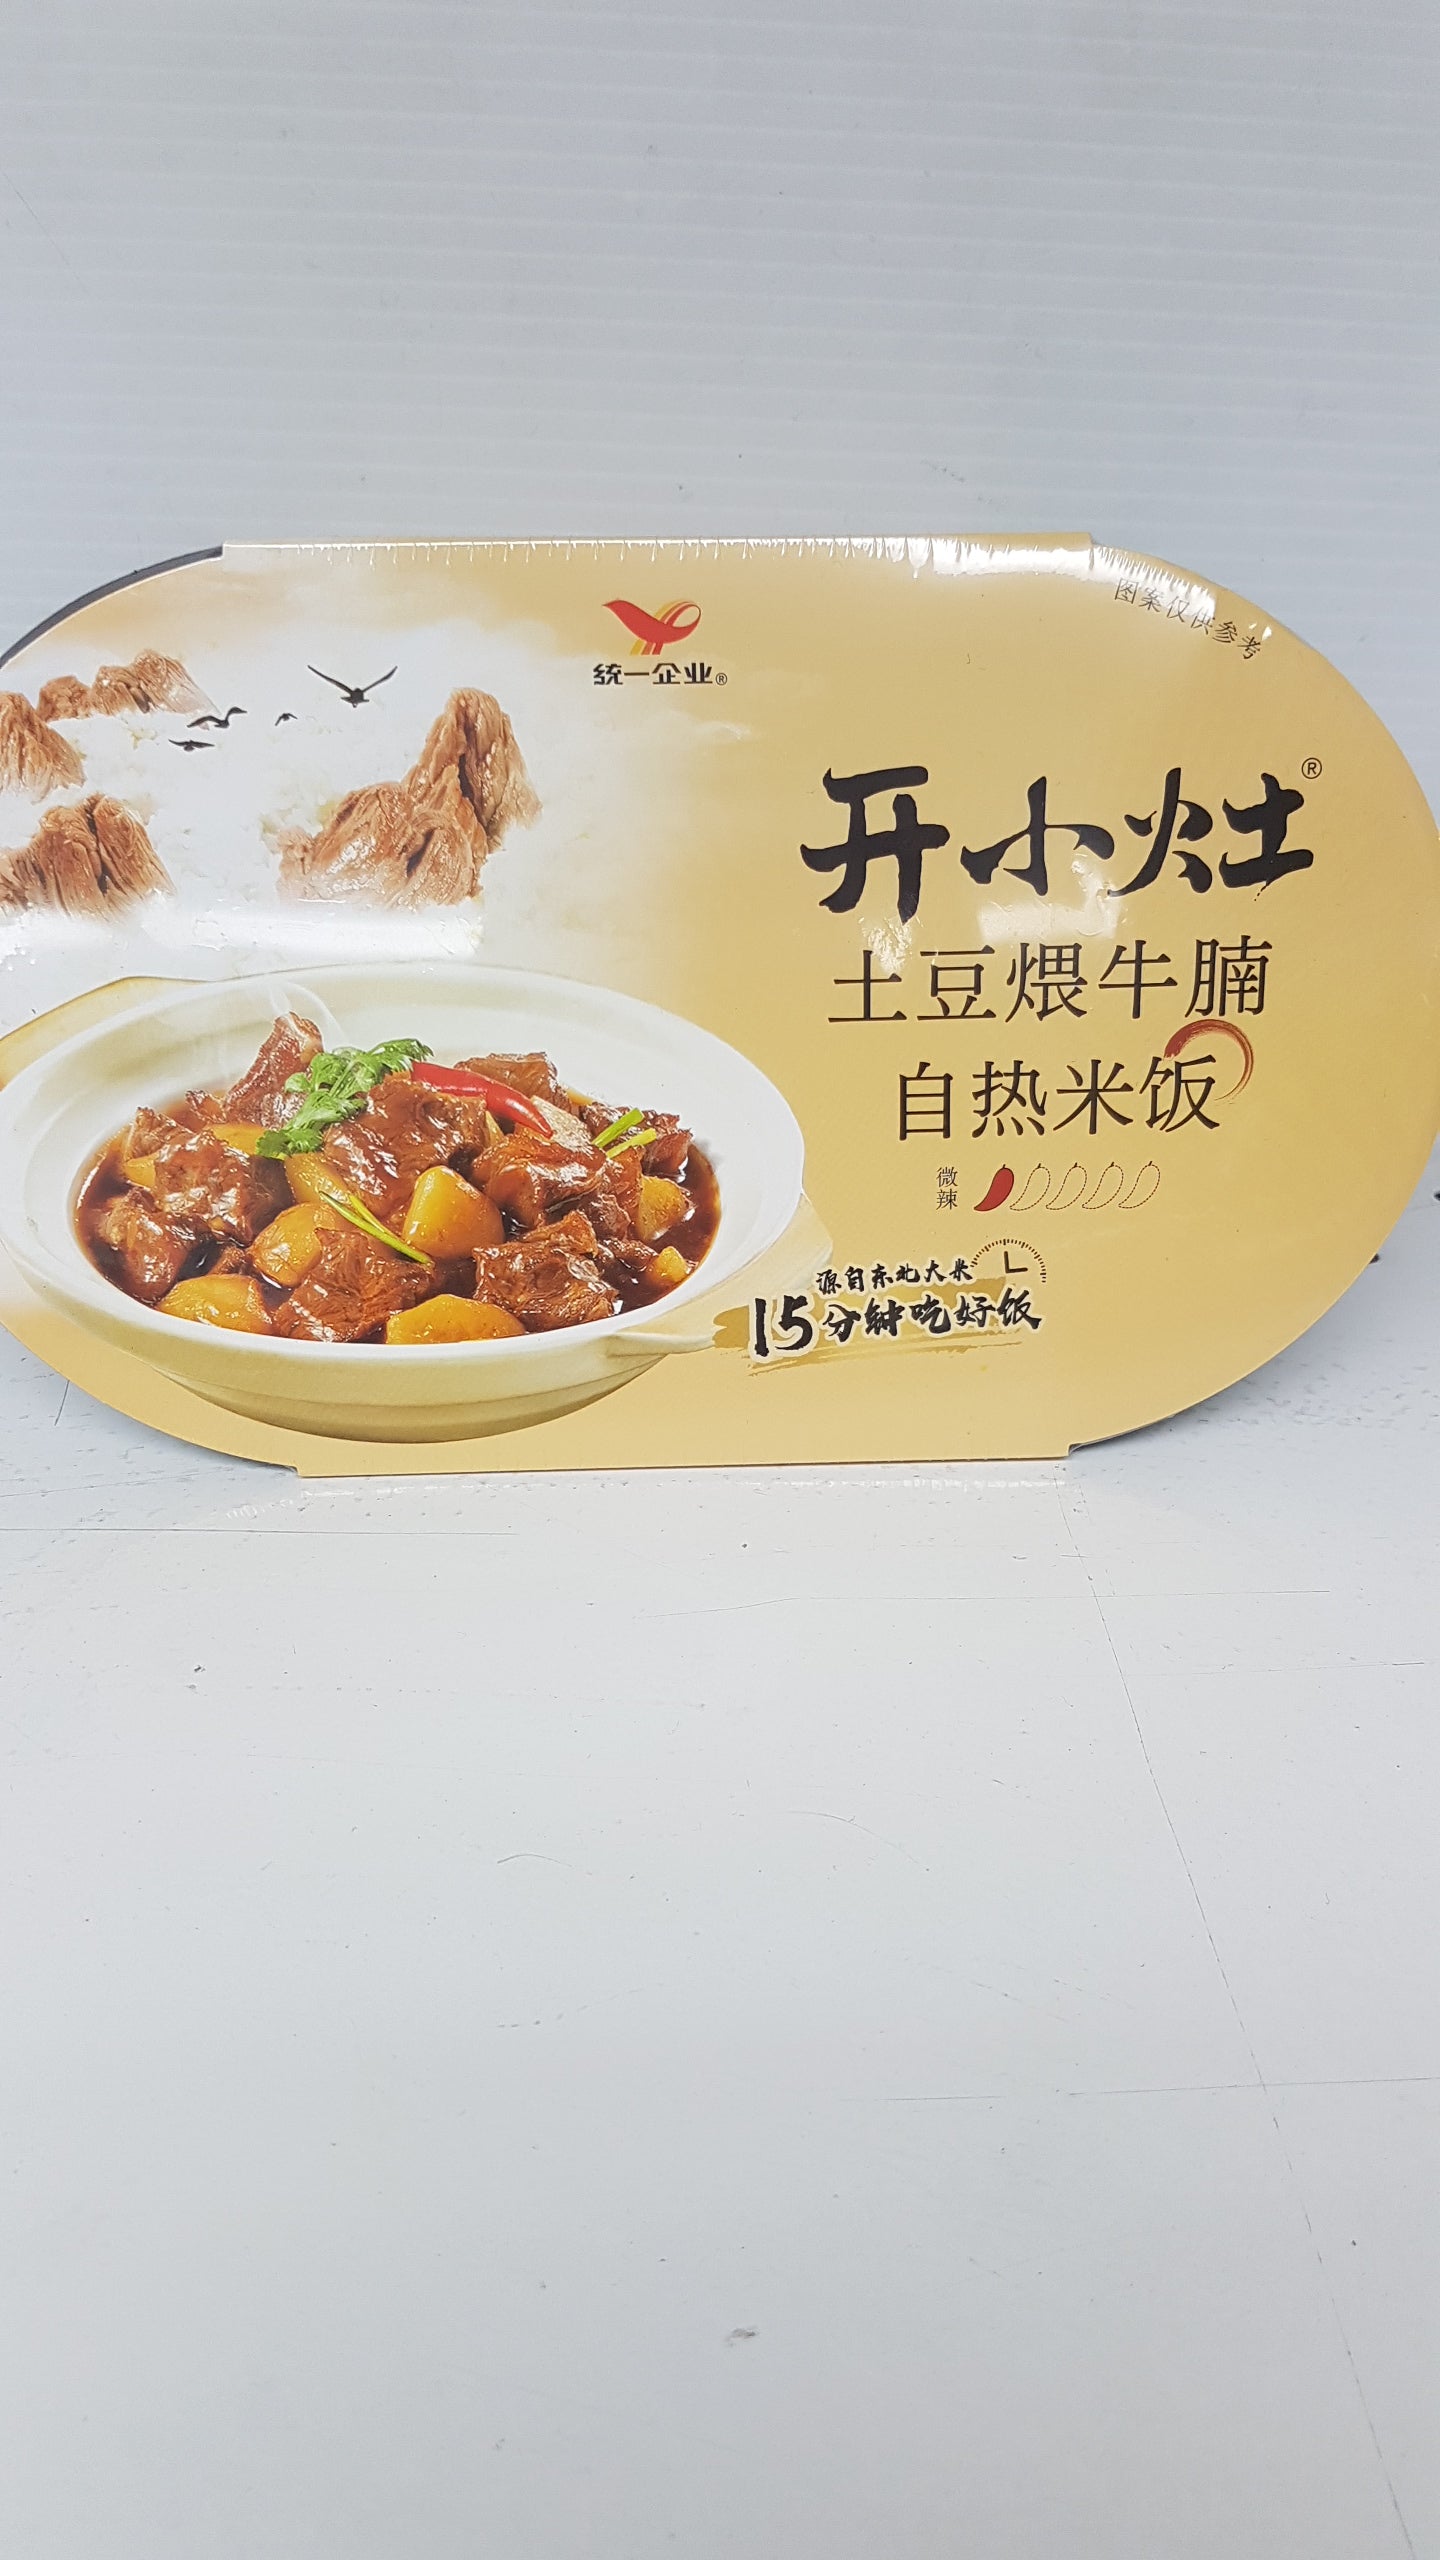 统一企业®
图案仅供参考
开小灶®
土豆煨牛腩
自热米饭
微辣
源自东北大米
15分钟吃好饭